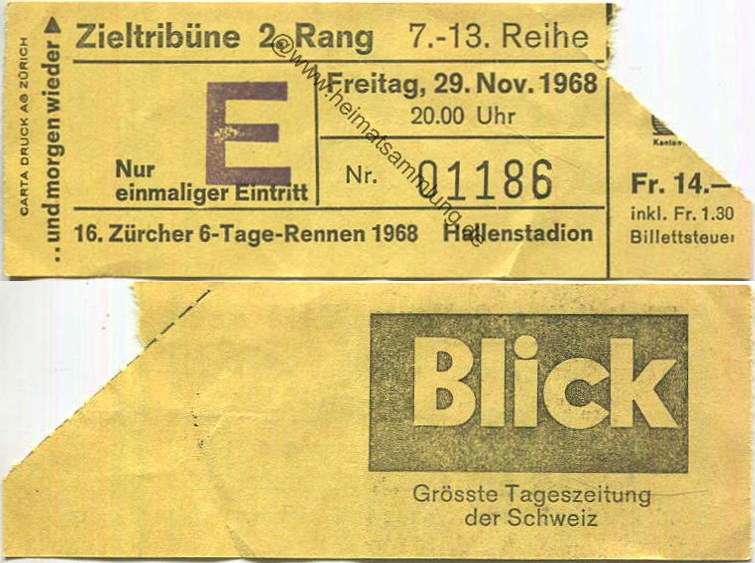 CARTA DRUCK AG ZÜRICH
..und morgen wieder
Zieltribüne 2. Rang 7.-13. Reihe
E
Freitag, 29. Nov. 1968
20.00 Uhr
Nur
einmaliger Eintritt
Nr. 01186
16. Zürcher 6-Tage-Rennen 1968 Hallenstadion
Kanton
Fr. 14.—
inkl. Fr. 1.30
Billettsteuer
@www.heimatsammlung.de
Blick
Grösste Tageszeitung
der Schweiz